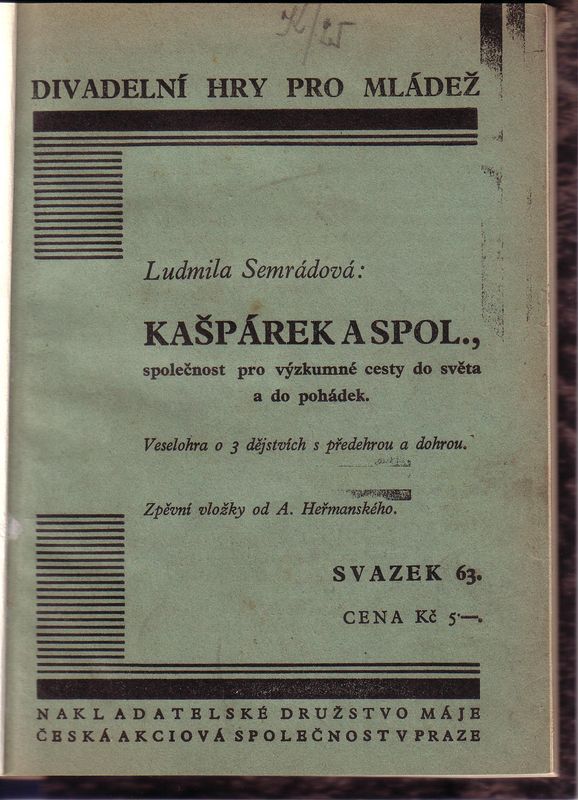 DIVADELNÍ HRY PRO MLÁDEŽ
Ludmila Semrádová:
KAŠPÁREK A SPOL.,
společnost pro výzkumné cesty do světa
a do pohádek.
Veselohra o 3 dějstvích s předehrou a dohrou.
Zpěvní vložky od A. Heřmanského.
SVAZEK 63.
CENA Kč 5·—.
NAKLADATELSKÉ DRUŽSTVO MÁJE
ČESKÁ AKCIOVÁ SPOLEČNOST V PRAZE